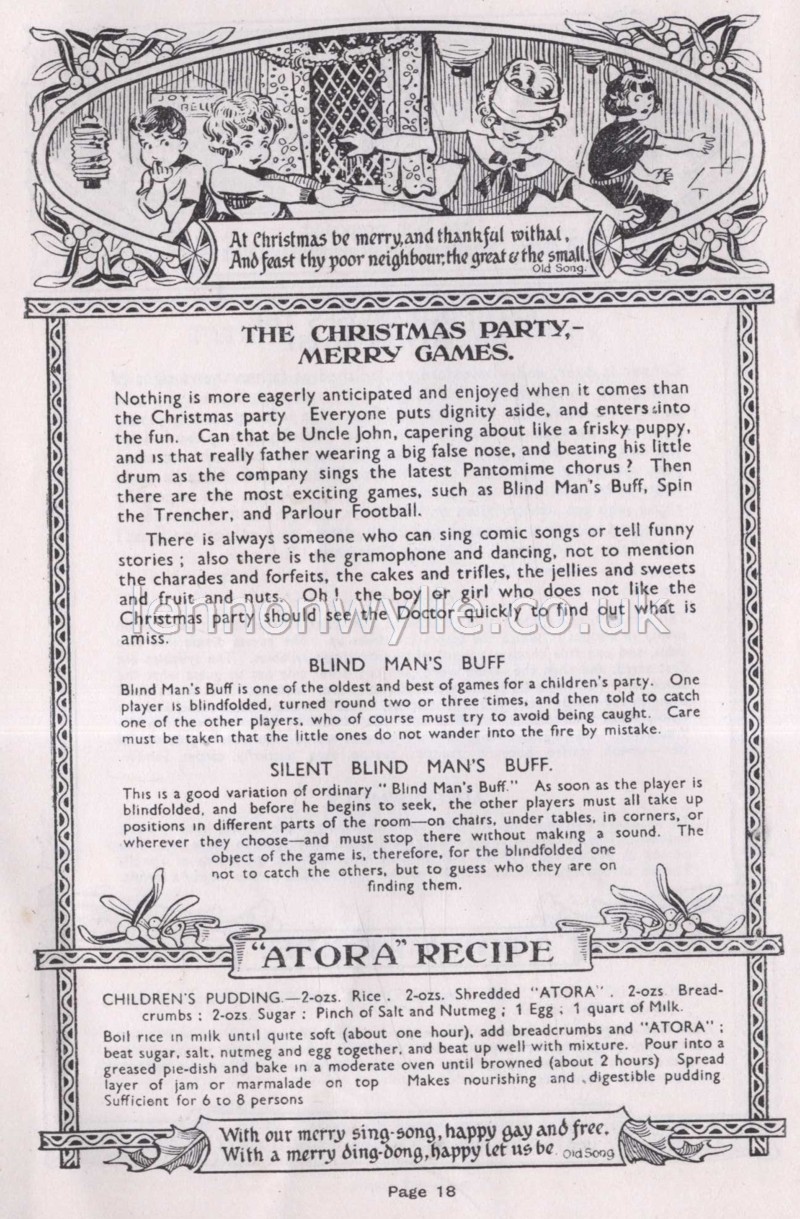 JOY
BELL
At Christmas be merry, and thankful withal,
And feast thy poor neighbour, the great & the small.
Old Song.
THE CHRISTMAS PARTY,-
MERRY GAMES.
Nothing is more eagerly anticipated and enjoyed when it comes than
the Christmas party Everyone puts dignity aside, and enters into
the fun. Can that be Uncle John, capering about like a frisky puppy,
and is that really father wearing a big false nose, and beating his little
drum as the company sings the latest Pantomime chorus? Then
there are the most exciting games, such as Blind Man's Buff, Spin
the Trencher, and Parlour Football.
There is always someone who can sing comic songs or tell funny
stories; also there is the gramophone and dancing, not to mention
the charades and forfeits, the cakes and trifles, the jellies and sweets
and fruit and nuts. Oh! the boy or girl who does not like the
Christmas party should see the Doctor quickly to find out what is
amiss.
lennonwylie.co.uk
BLIND MAN'S BUFF
Blind Man's Buff is one of the oldest and best of games for a children's party. One
player is blindfolded, turned round two or three times, and then told to catch
one of the other players, who of course must try to avoid being caught. Care
must be taken that the little ones do not wander into the fire by mistake.
SILENT BLIND MAN'S BUFF.
This is a good variation of ordinary "Blind Man's Buff." As soon as the player is
blindfolded, and before he begins to seek, the other players must all take up
positions in different parts of the room—on chairs, under tables, in corners, or
wherever they choose—and must stop there without making a sound. The
object of the game is, therefore, for the blindfolded one
not to catch the others, but to guess who they are on
finding them.
"ATORA" RECIPE
CHILDREN'S PUDDING.—2-ozs. Rice. 2-ozs. Shredded "ATORA". 2-ozs. Bread-
crumbs: 2-ozs Sugar: Pinch of Salt and Nutmeg; 1 Egg; 1 quart of Milk.
Boil rice in milk until quite soft (about one hour), add breadcrumbs and "ATORA";
beat sugar, salt, nutmeg and egg together, and beat up well with mixture. Pour into a
greased pie-dish and bake in a moderate oven until browned (about 2 hours) Spread
layer of jam or marmalade on top Makes nourishing and digestible pudding
Sufficient for 6 to 8 persons
With our merry sing-song, happy gay and free.
With a merry ding-dong, happy let us be. Old Song
Page 18